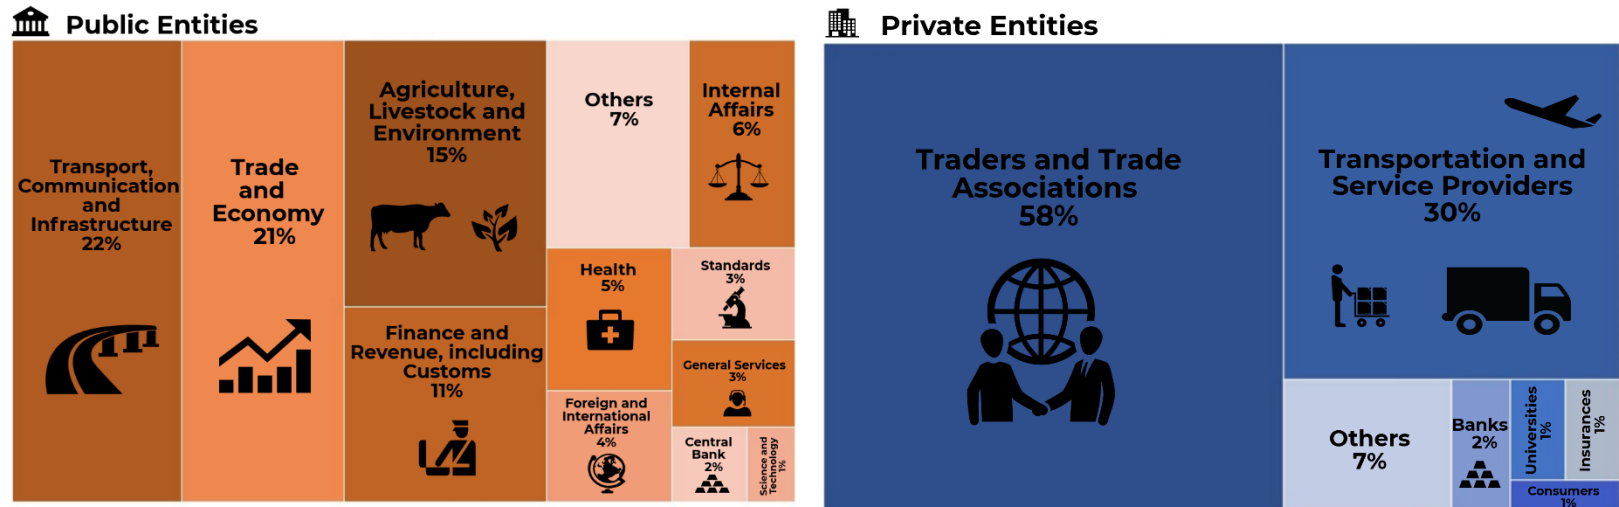 Public Entities
Transport,
Communication
and
Infrastructure
22%
Trade
and
Economy
21%
Agriculture,
Livestock and
Environment
15%
Finance and
Revenue, including
Customs
11%
Others
7%
Internal
Affairs
6%
Health
5%
Standards
3%
General Services
3%
Foreign and
International
Affairs
4%
Central
Bank
2%
Science and
Technology
1%
Private Entities
Traders and Trade
Associations
58%
Transportation and
Service Providers
30%
Others
7%
Banks
2%
Universities
1%
Insurances
1%
Consumers
1%